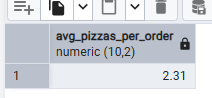 avg_pizzas_per_order
numeric (10,2)
1 2.31